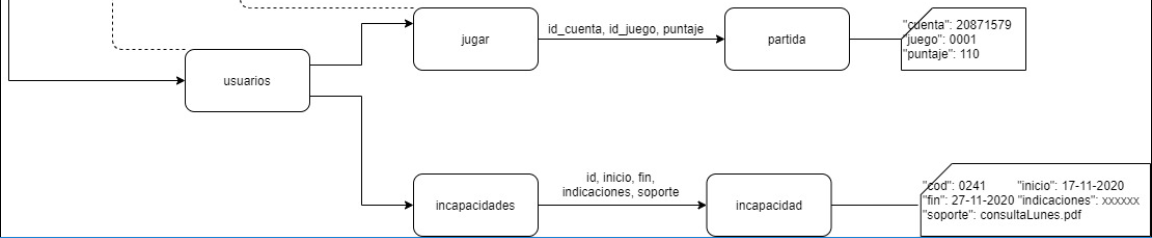 jugar
id_cuenta, id_juego, puntaje
partida
"cuenta": 20871579
"juego": 0001
"puntaje": 110
usuarios
incapacidades
id, inicio, fin,
indicaciones, soporte
incapacidad
"cod": 0241 "inicio": 17-11-2020
"fin": 27-11-2020 "indicaciones": xxxxxx
"soporte": consultaLunes.pdf